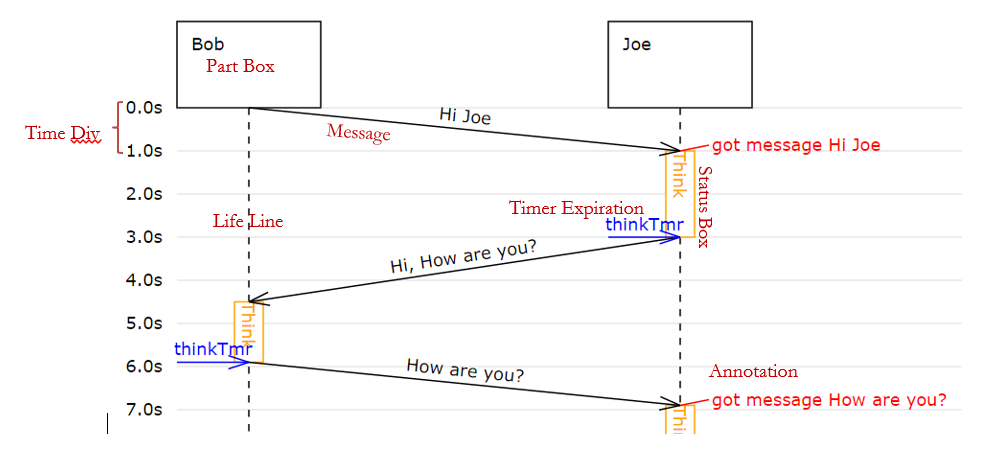 Bob
Joe
Part Box
0.0s
Hi Joe
Time Div
Message
1.0s
got message Hi Joe
Think
Status Box
2.0s
Timer Expiration
Life Line
thinkTmr
3.0s
Hi, How are you?
4.0s
Think
5.0s
thinkTmr
6.0s
How are you?
Annotation
got message How are you?
7.0s
Thi